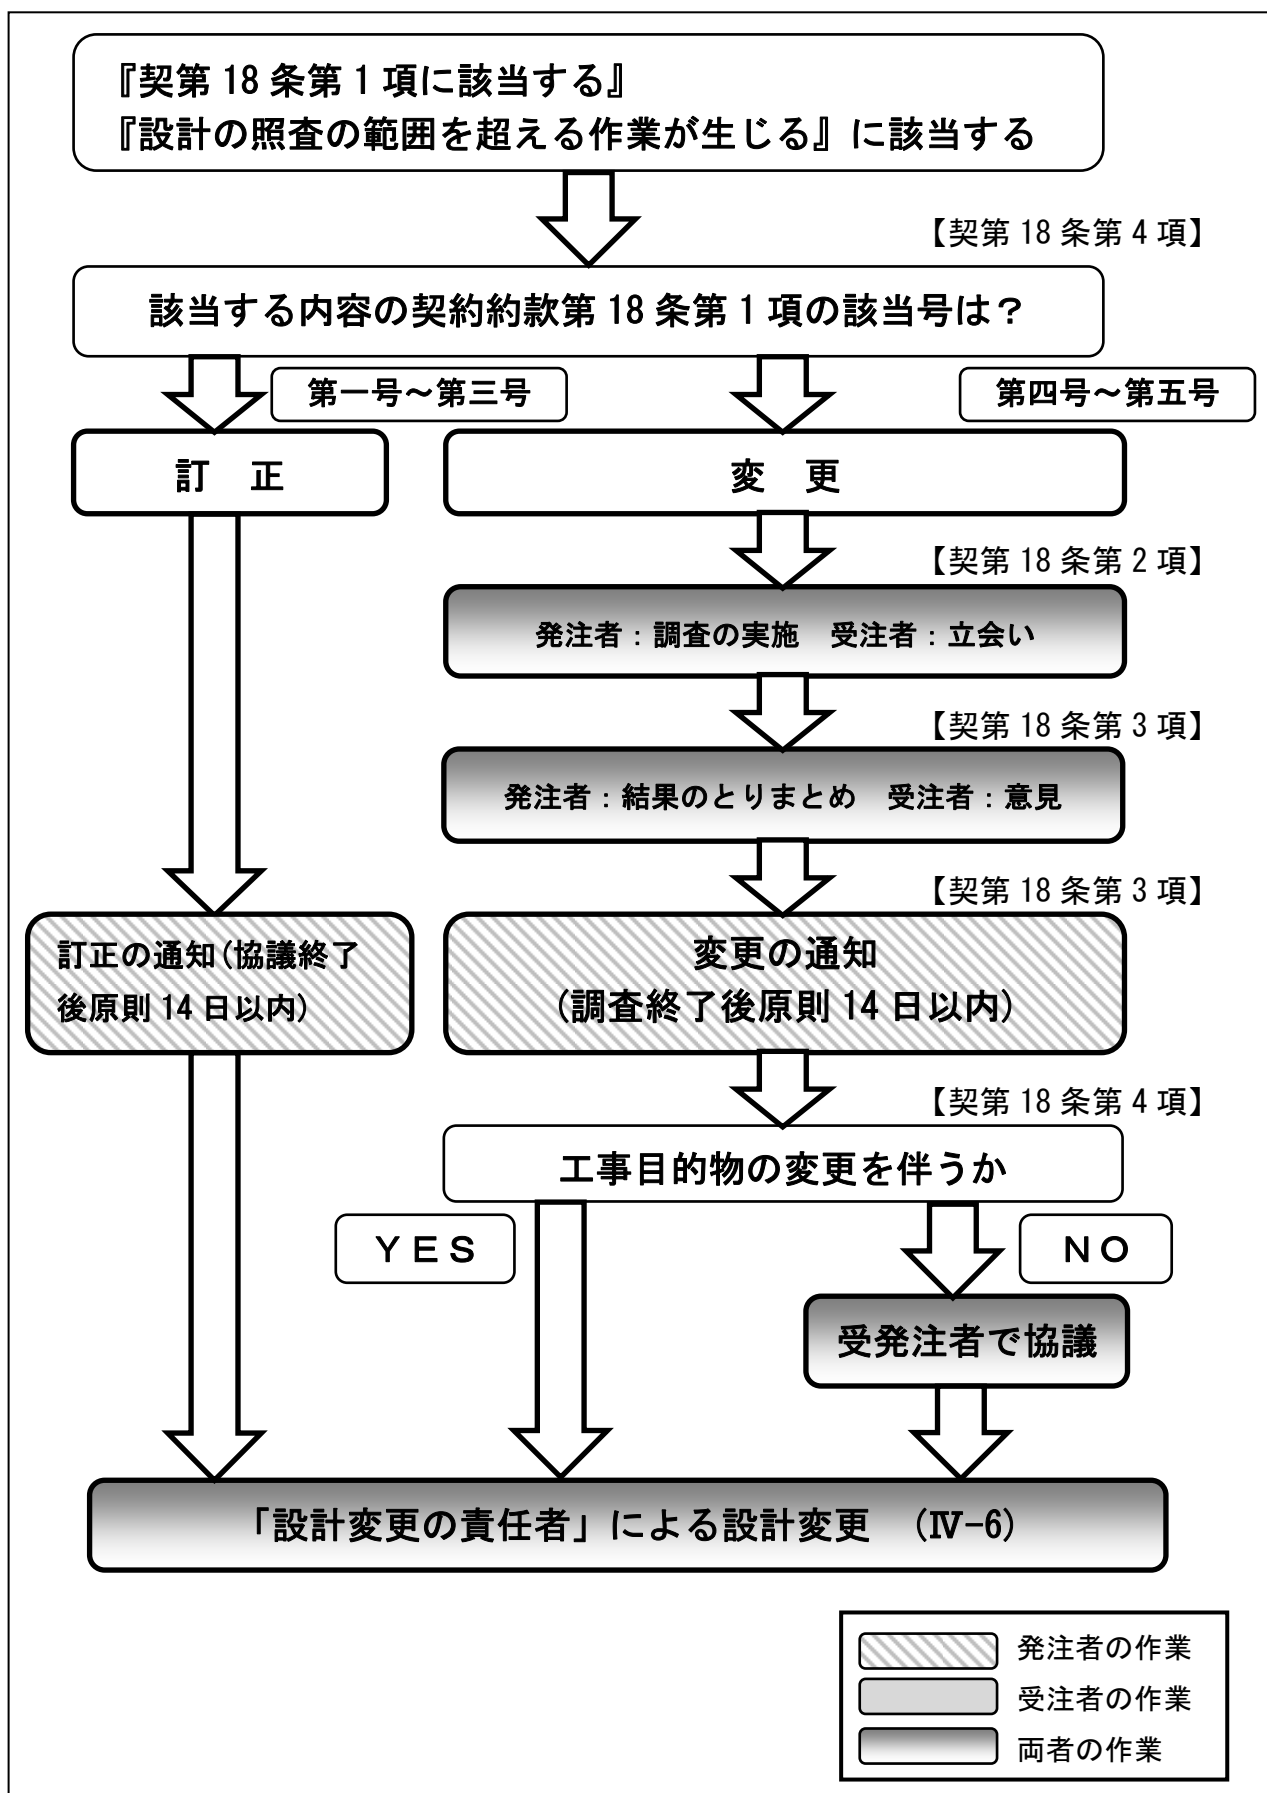 『契第 18 条第 1 項に該当する』
『設計の照査の範囲を超える作業が生じる』に該当する
【契第 18 条第 4 項】
該当する内容の契約約款第 18 条第 1 項の該当号は？
第一号～第三号
第四号～第五号
訂　正
変　更
【契第 18 条第 2 項】
発注者：調査の実施　受注者：立会い
【契第 18 条第 3 項】
発注者：結果のとりまとめ　受注者：意見
【契第 18 条第 3 項】
訂正の通知(協議終了
後原則 14 日以内)
変更の通知
(調査終了後原則 14 日以内)
【契第 18 条第 4 項】
工事目的物の変更を伴うか
ＹＥＳ
ＮＯ
受発注者で協議
「設計変更の責任者」による設計変更　(Ⅳ-6)
発注者の作業
受注者の作業
両者の作業